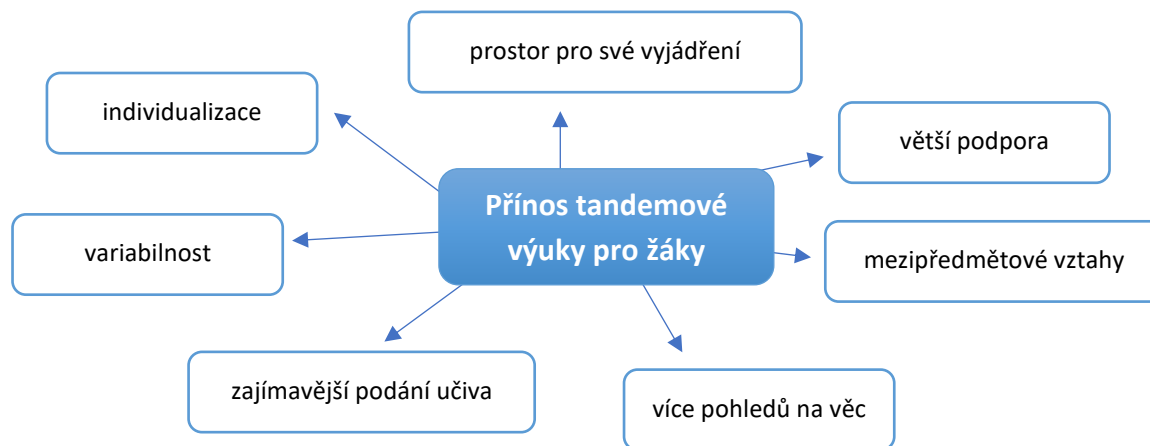 prostor pro své vyjádření
individualizace
větší podpora
Přínos tandemové
výuky pro žáky
variabilnost
mezipředmětové vztahy
zajímavější podání učiva
více pohledů na věc